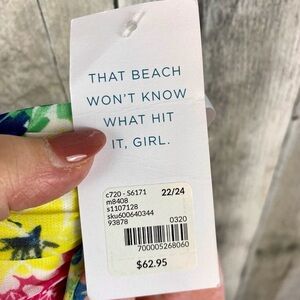 THAT BEACH
WON'T KNOW
WHAT HIT
IT, GIRL.
c720 - S6171 22/24
m8408
s1107128
sku600640344
93878 0320
700005268060
$62.95